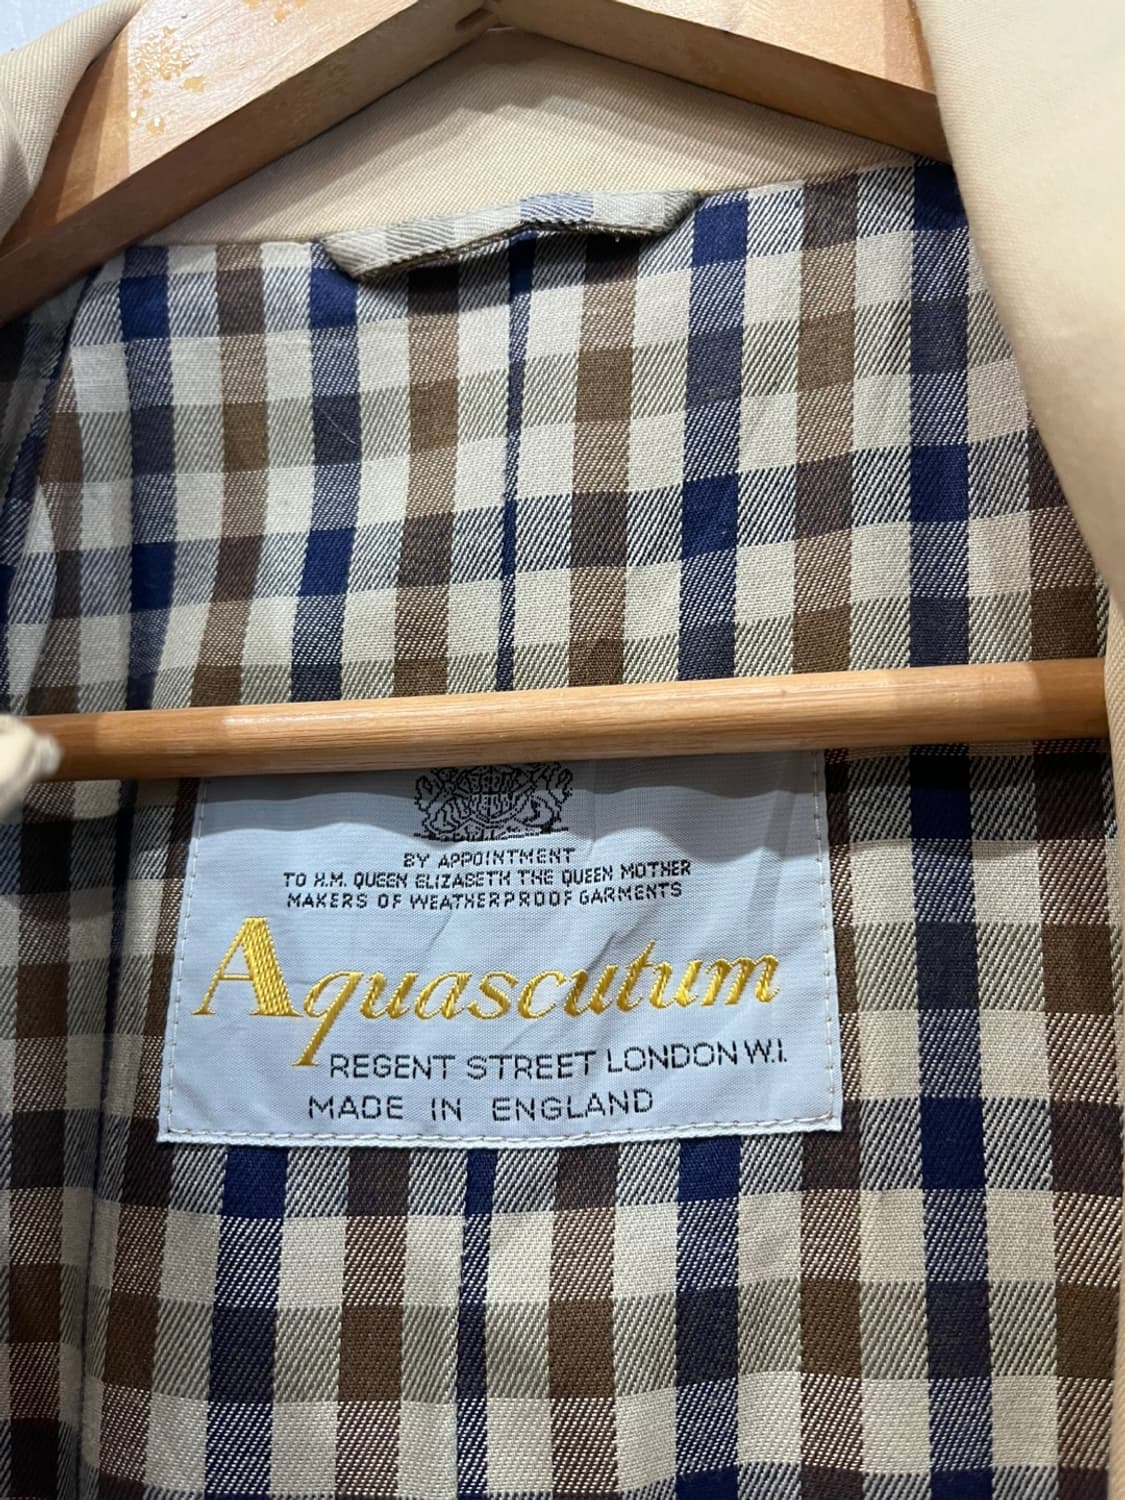 BY APPOINTMENT
TO H.M. QUEEN ELIZABETH THE QUEEN MOTHER
MAKERS OF WEATHERPROOF GARMENTS
Aquascutum
REGENT STREET LONDON W.1.
MADE IN ENGLAND